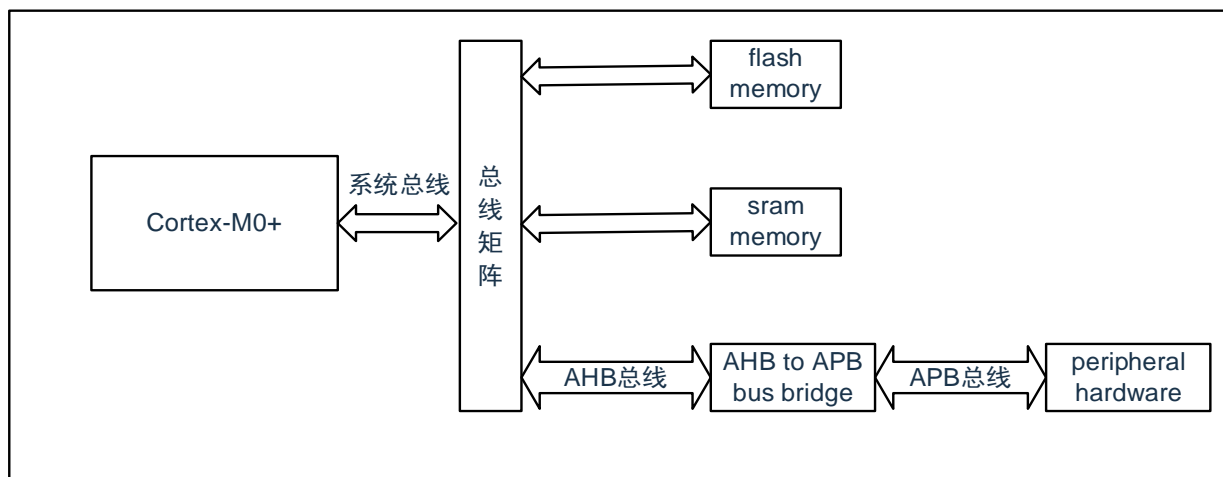 flash
memory
Cortex-M0+
系统总线
总
线
矩
阵
sram
memory
AHB总线
AHB to APB
bus bridge
APB总线
peripheral
hardware